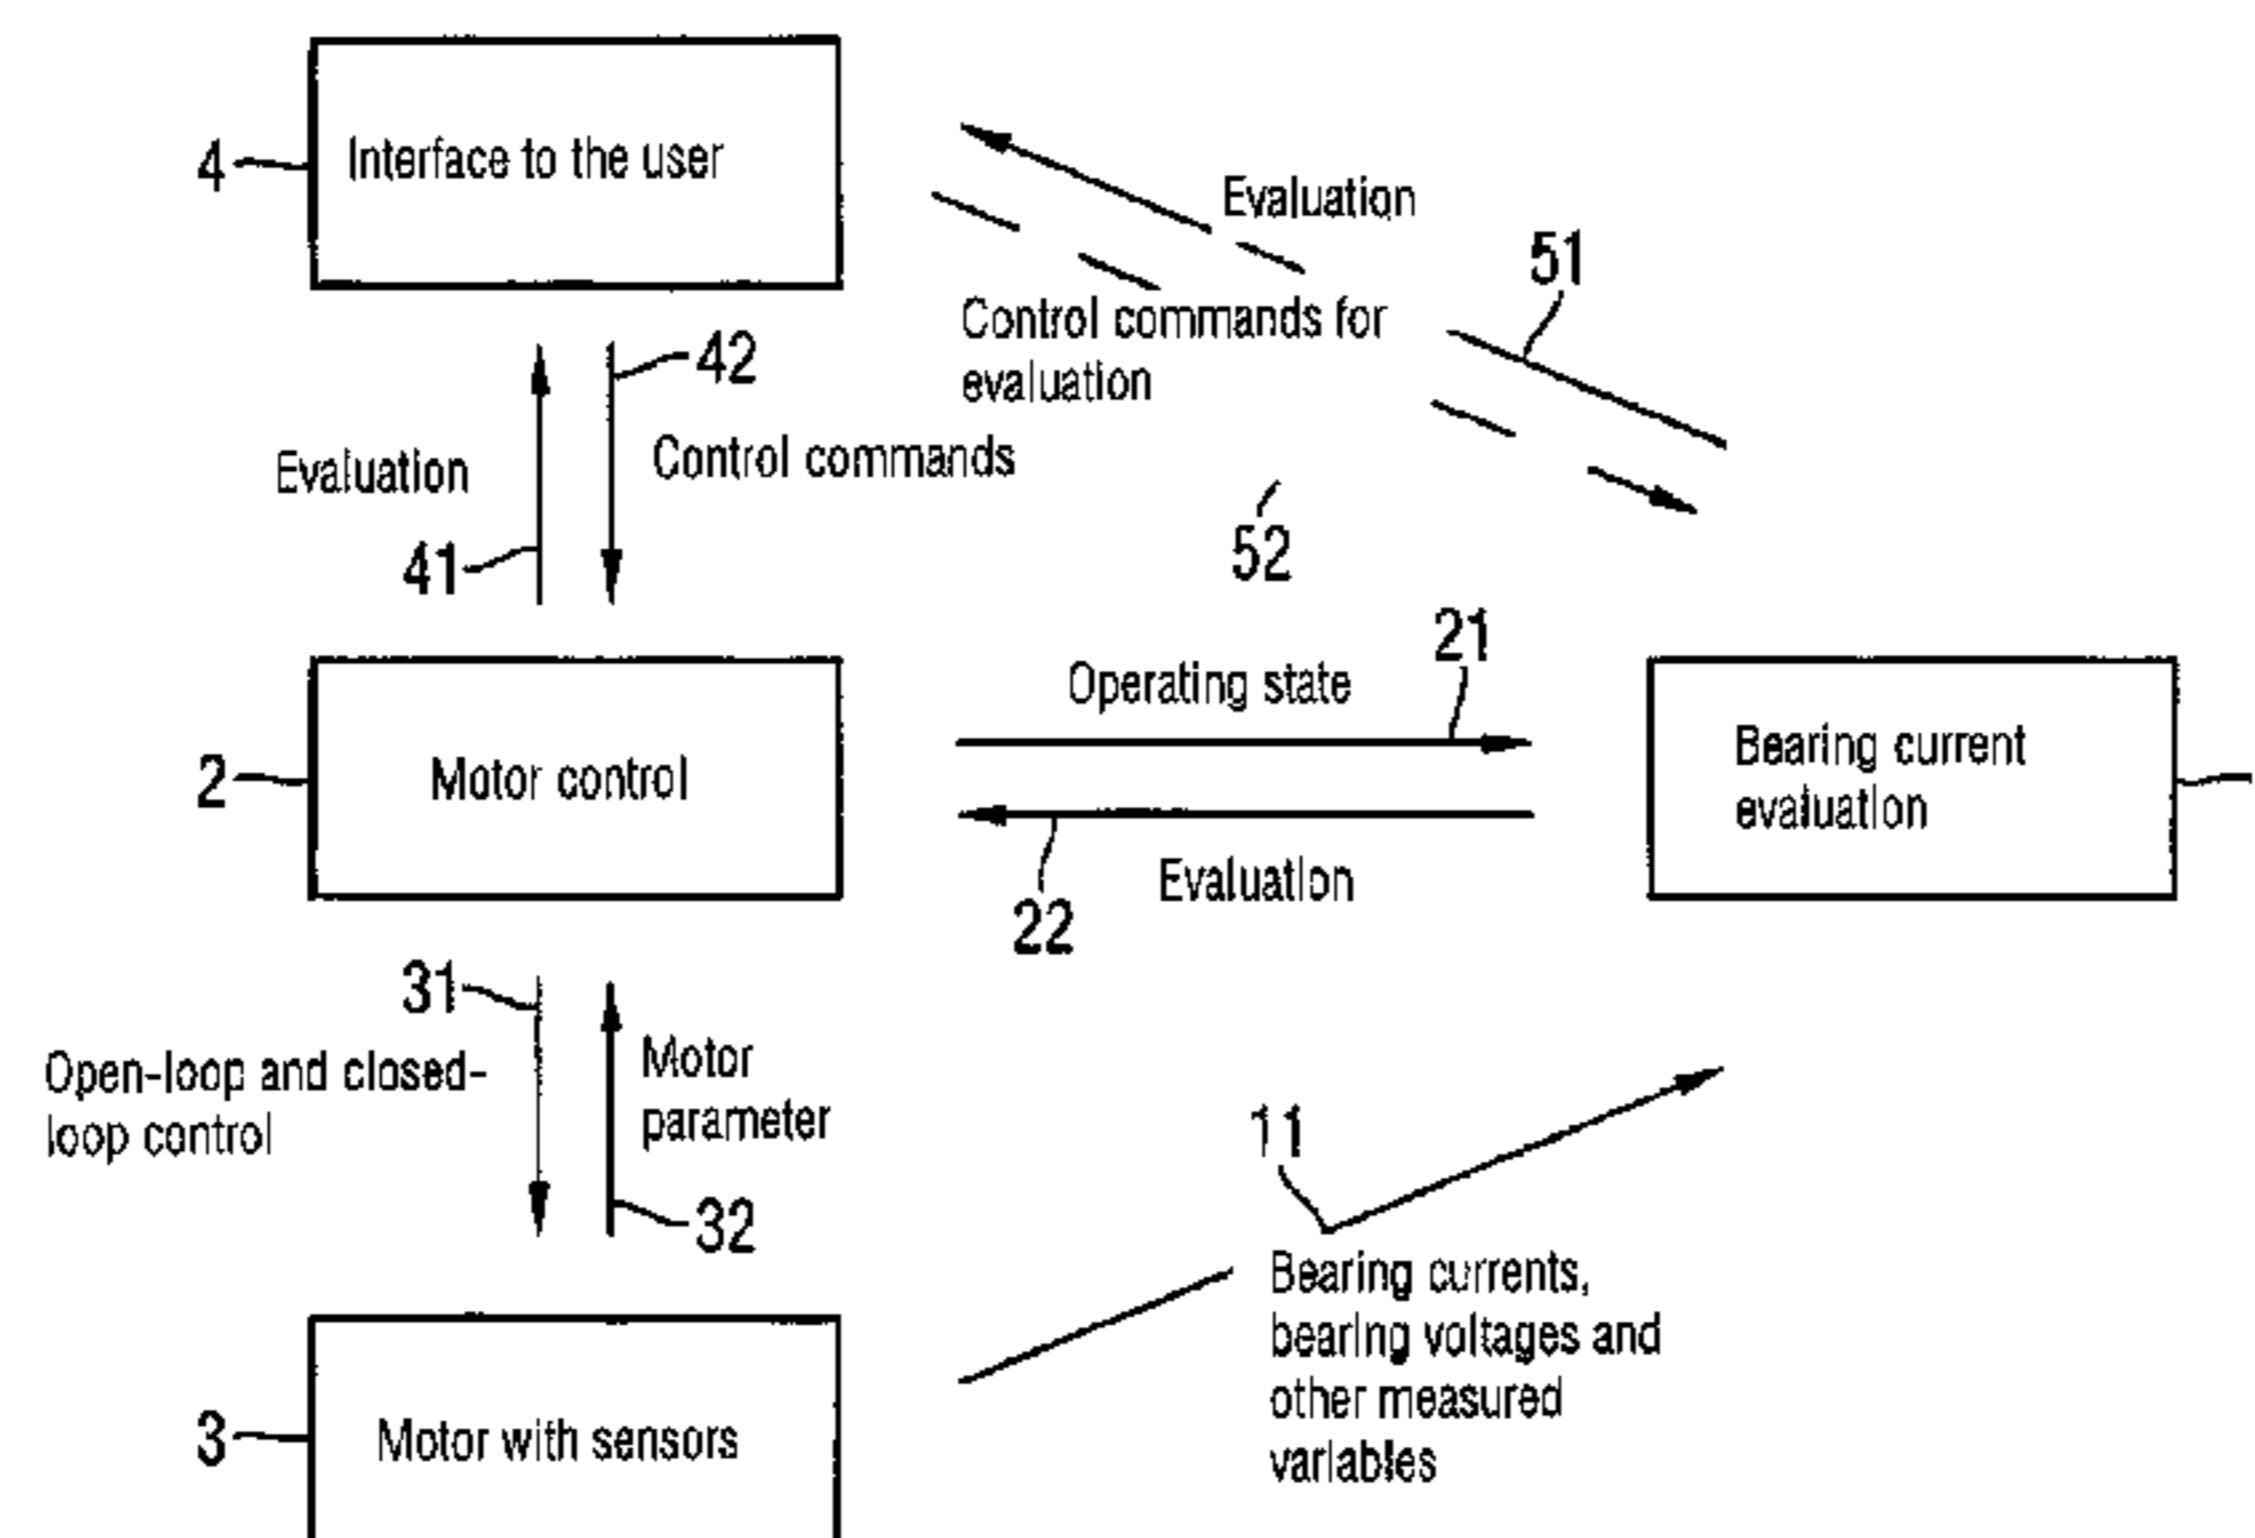 4
Interface to the user
Evaluation
51
Control commands for
evaluation
42
Control commands
Evaluation
41
52
21
Operating state
2
Motor control
Bearing current
evaluation
Evaluation
22
31
Open-loop and closed-
loop control
Motor
parameter
32
11
Bearing currents,
bearing voltages and
other measured
variables
3
Motor with sensors